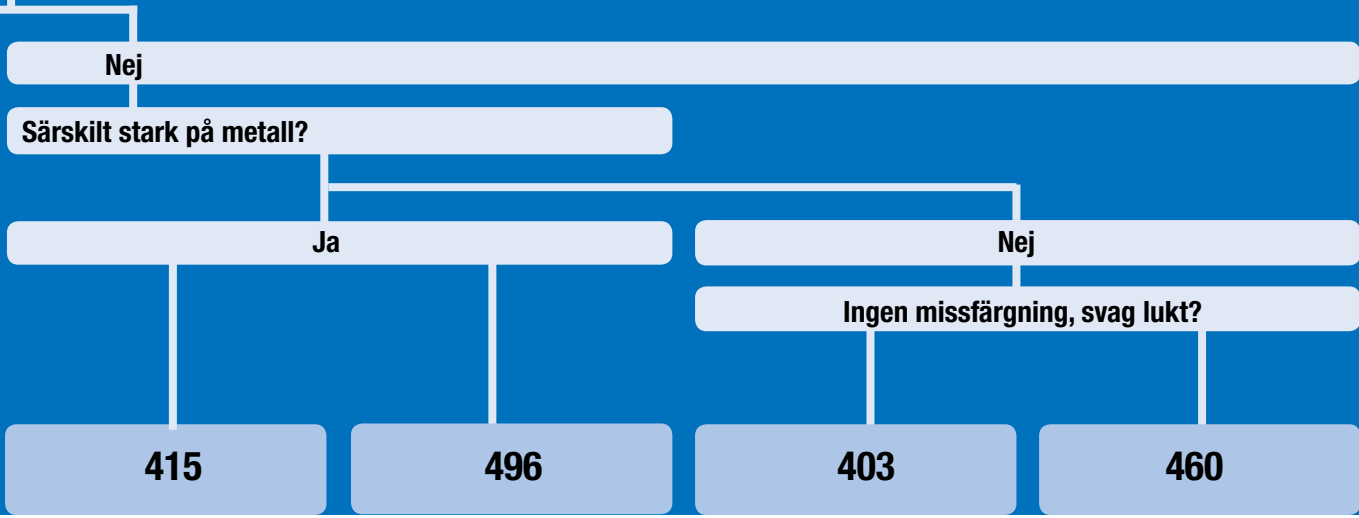 Nej
Särskilt stark på metall?
Ja
Nej
Ingen missfärgning, svag lukt?
415
496
403
460